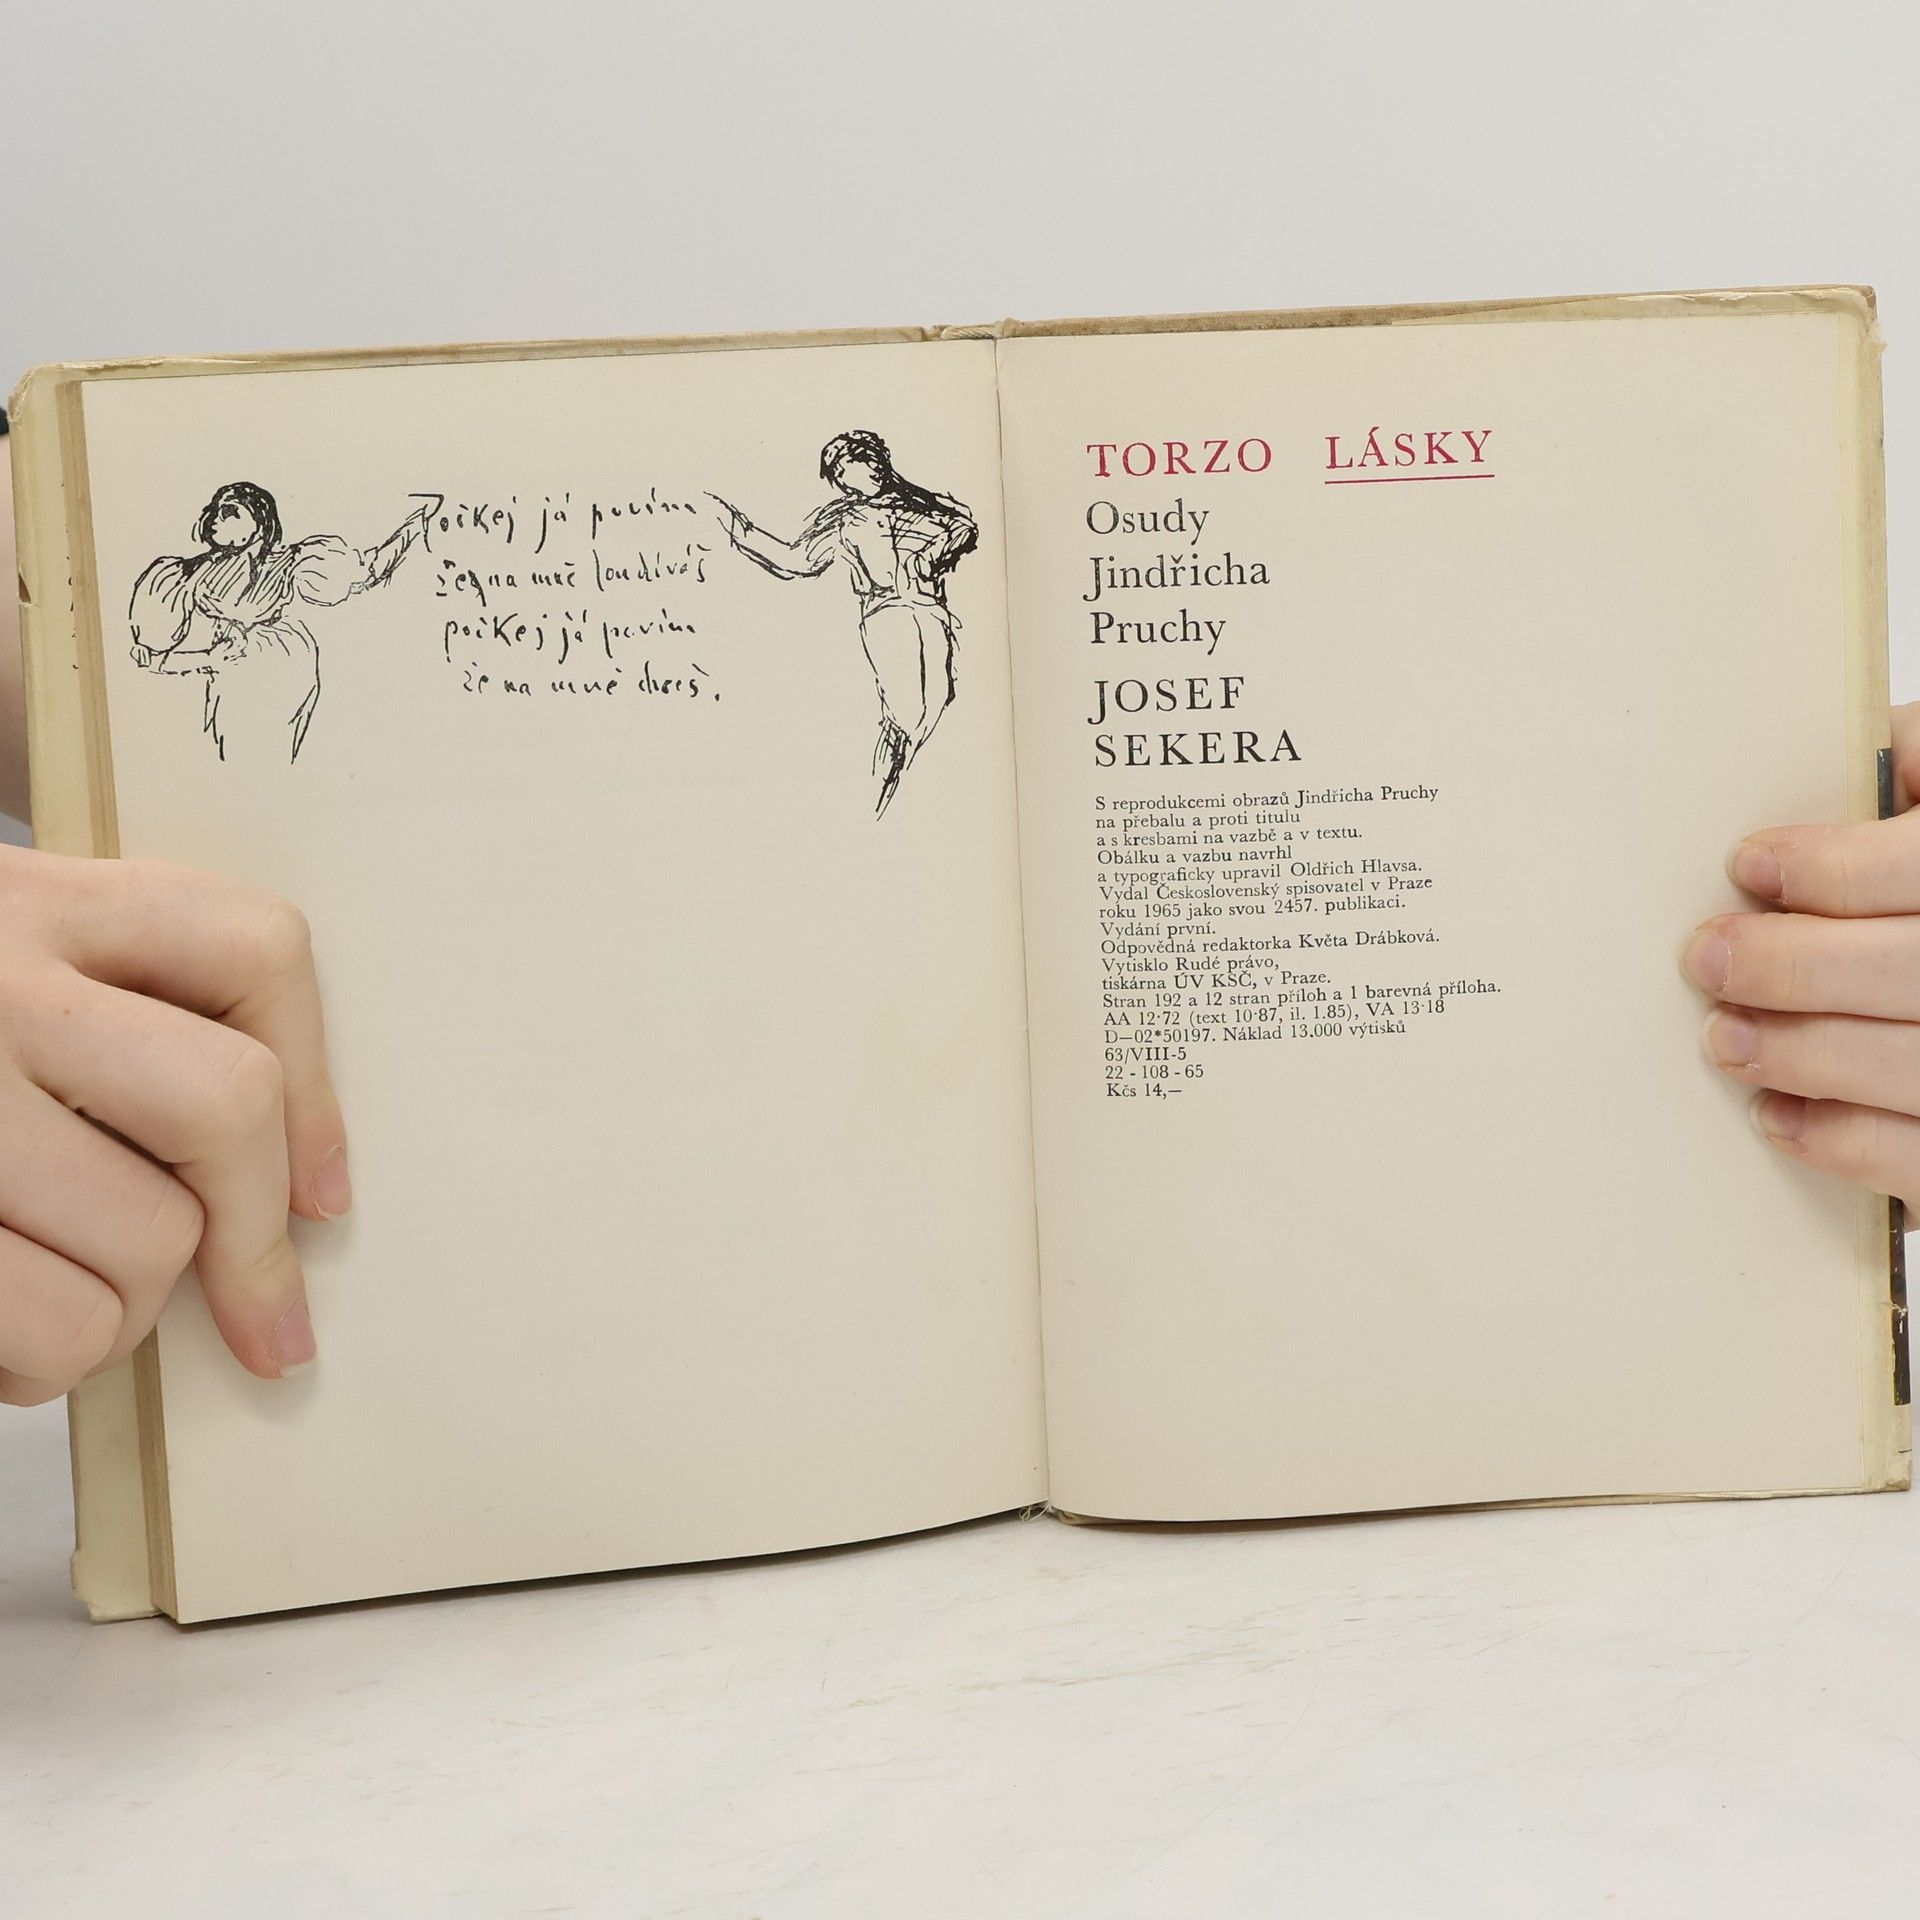 Počkej já povím
že na mně loudíváš
počkej já povím
že na mně chceš.
TORZO LÁSKY
Osudy
Jindřicha
Pruchy
JOSEF
SEKERA
S reprodukcemi obrazů Jindřicha Pruchy
na přebalu a proti titulu
a s kresbami na vazbě a v textu.
Obálku a vazbu navrhl
a typograficky upravil Oldřich Hlavsa.
Vydal Československý spisovatel v Praze
roku 1965 jako svou 2457. publikaci.
Vydání první.
Odpovědná redaktorka Květa Drábková.
Vytisklo Rudé právo,
tiskárna ÚV KSČ, v Praze.
Stran 192 a 12 stran příloh a 1 barevná příloha.
AA 12·72 (text 10·87, il. 1.85), VA 13·18
D—02*50197. Náklad 13.000 výtisků
63/VIII-5
22 - 108 - 65
Kčs 14,—